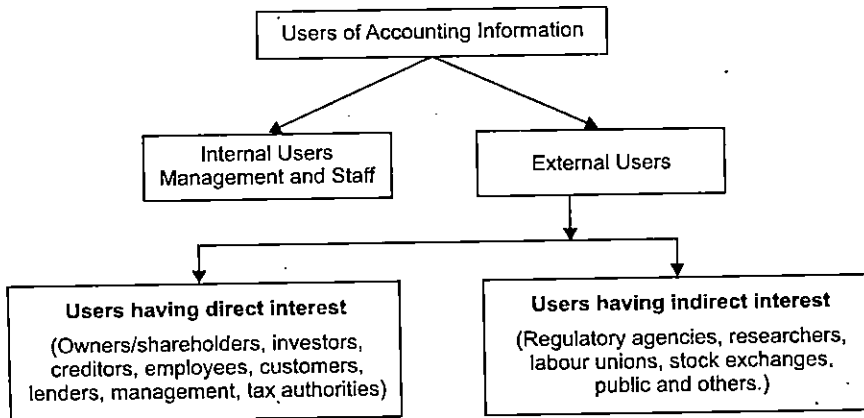 Users of Accounting Information
Internal Users
Management and Staff
External Users
Users having direct interest
(Owners/shareholders, investors,
creditors, employees, customers,
lenders, management, tax authorities)
Users having indirect interest
(Regulatory agencies, researchers,
labour unions, stock exchanges,
public and others.)